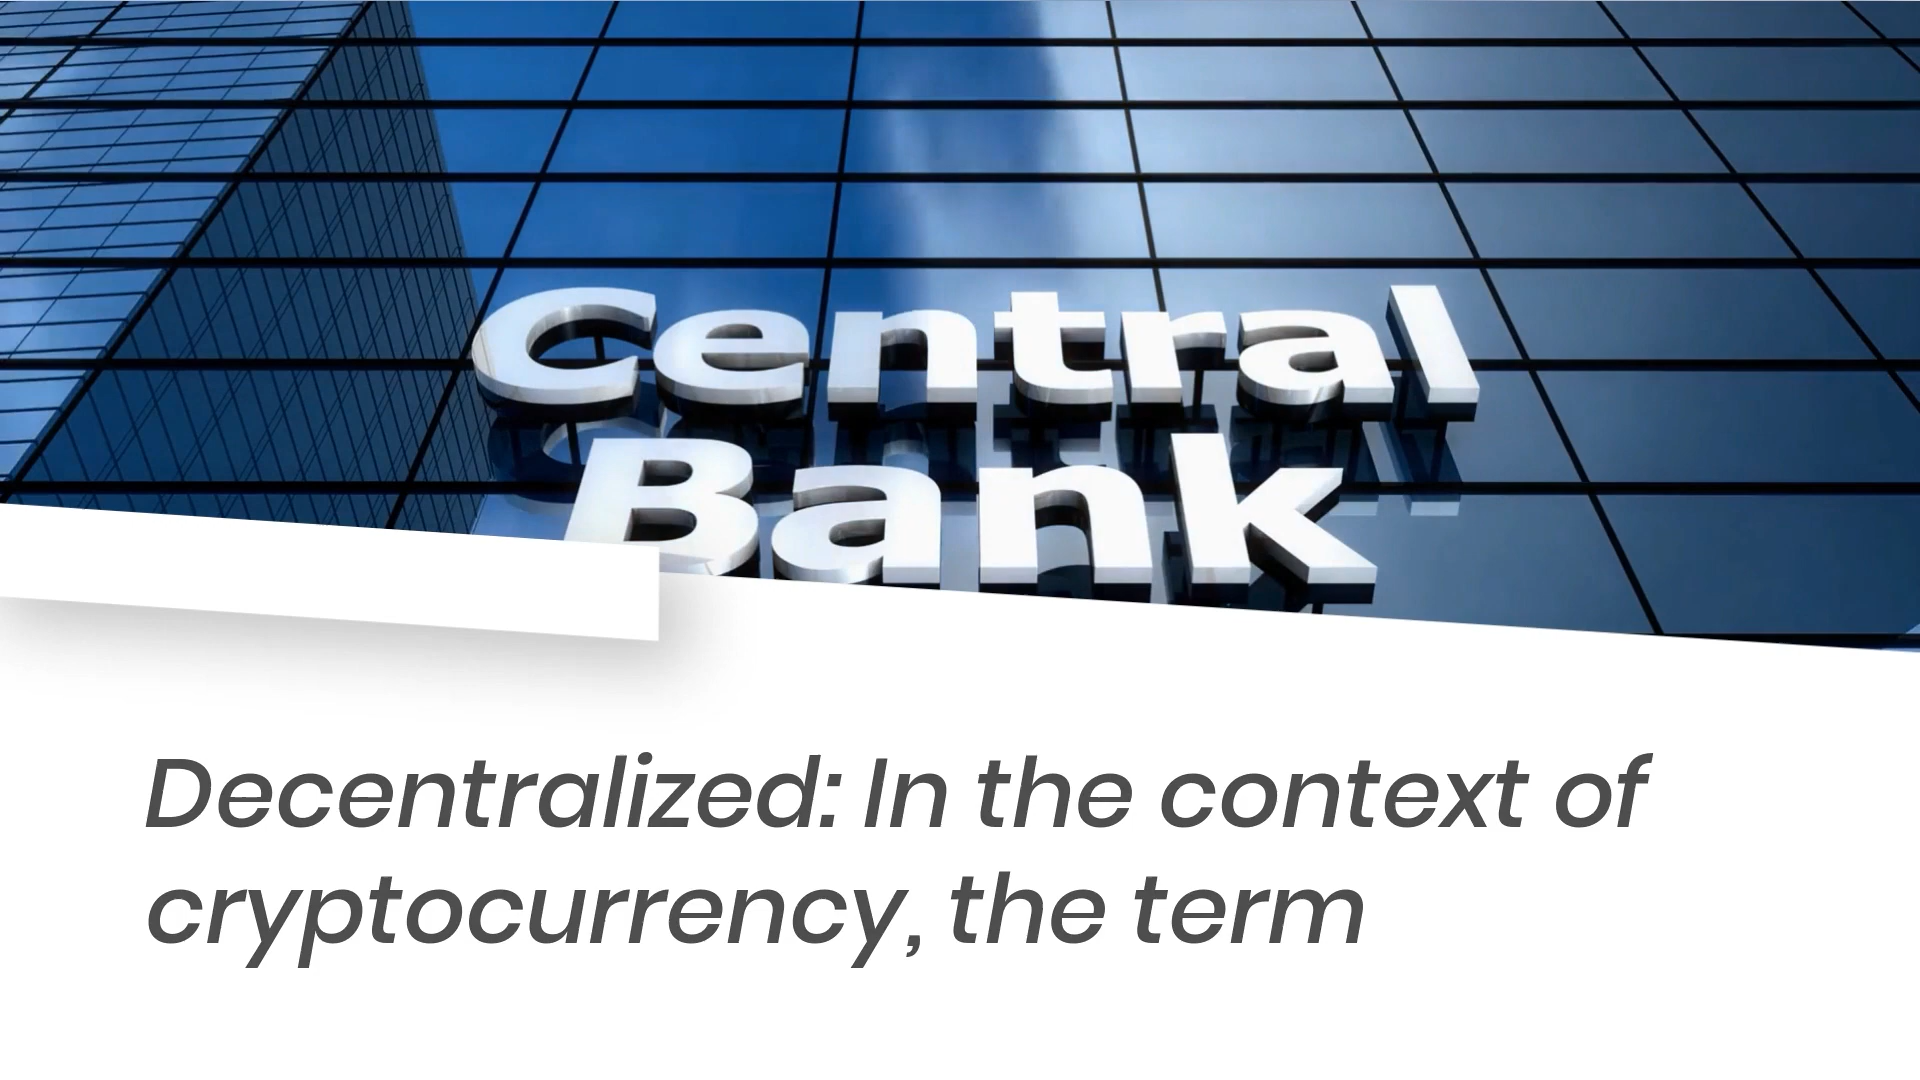 Central
Bank
Decentralized: In the context of
cryptocurrency, the term